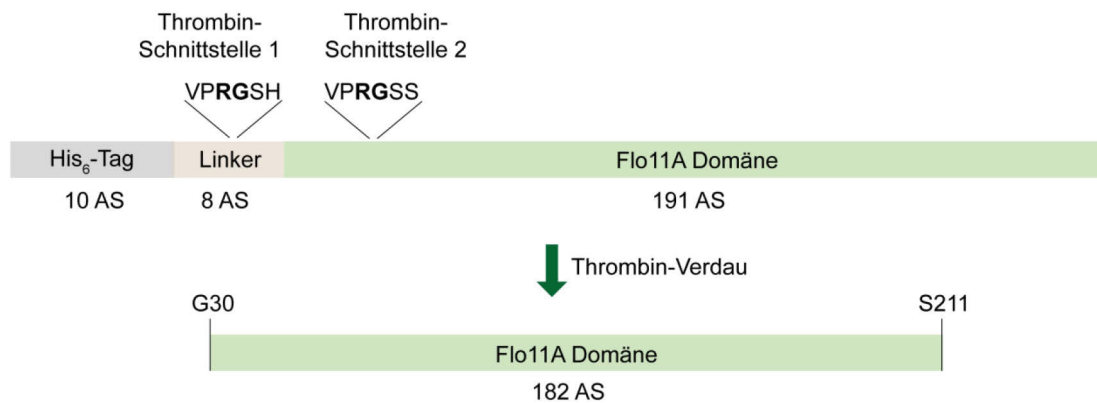 Thrombin-
Schnittstelle 1
Thrombin-
Schnittstelle 2
VPRGSH
VPRGSS
His₆-Tag
Linker
Flo11A Domäne
10 AS
8 AS
191 AS
Thrombin-Verdau
G30
S211
Flo11A Domäne
182 AS